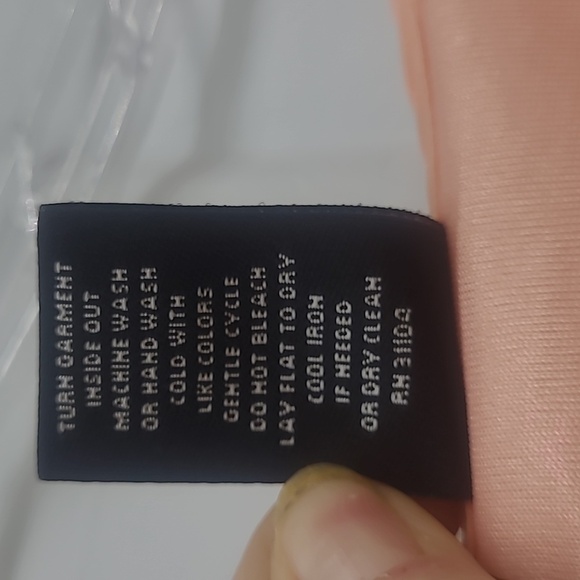 TURN GARMENT
INSIDE OUT
MACHINE WASH
OR HAND WASH
COLD WITH
LIKE COLORS
GENTLE CYCLE
DO NOT BLEACH
LAY FLAT TO DRY
COOL IRON
IF NEEDED
OR DRY CLEAN
RN